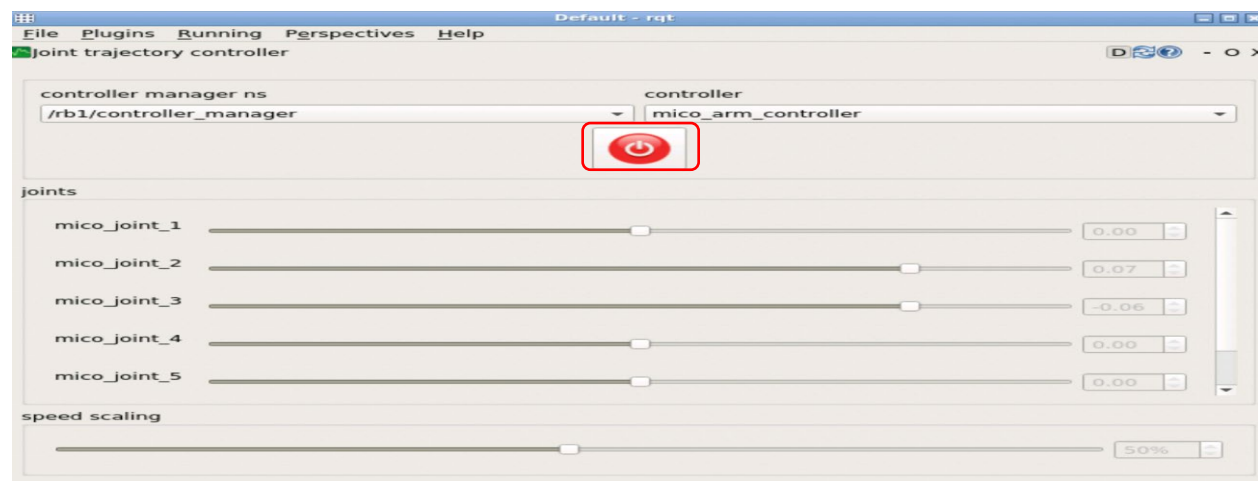 Default - rqt
File Plugins Running Perspectives Help
Joint trajectory controller D - O X
controller manager ns controller
/rb1/controller_manager mico_arm_controller
joints
mico_joint_1 0.00
mico_joint_2 0.07
mico_joint_3 -0.06
mico_joint_4 0.00
mico_joint_5 0.00
speed scaling
50%